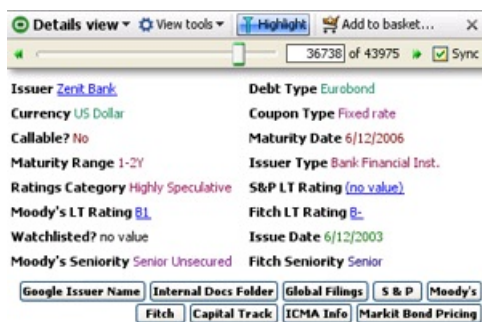 Details view View tools Highlight Add to basket...
36738 of 43975 Sync
Issuer Zenit Bank Debt Type Eurobond
Currency US Dollar Coupon Type Fixed rate
Callable? No Maturity Date 6/12/2006
Maturity Range 1-2Y Issuer Type Bank Financial Inst.
Ratings Category Highly Speculative S&P LT Rating (no value)
Moody's LT Rating B1 Fitch LT Rating B-
Watchlisted? no value Issue Date 6/12/2003
Moody's Seniority Senior Unsecured Fitch Seniority Senior
Google Issuer Name Internal Docs Folder Global Filings S & P Moody's
Fitch Capital Track ICMA Info Markit Bond Pricing